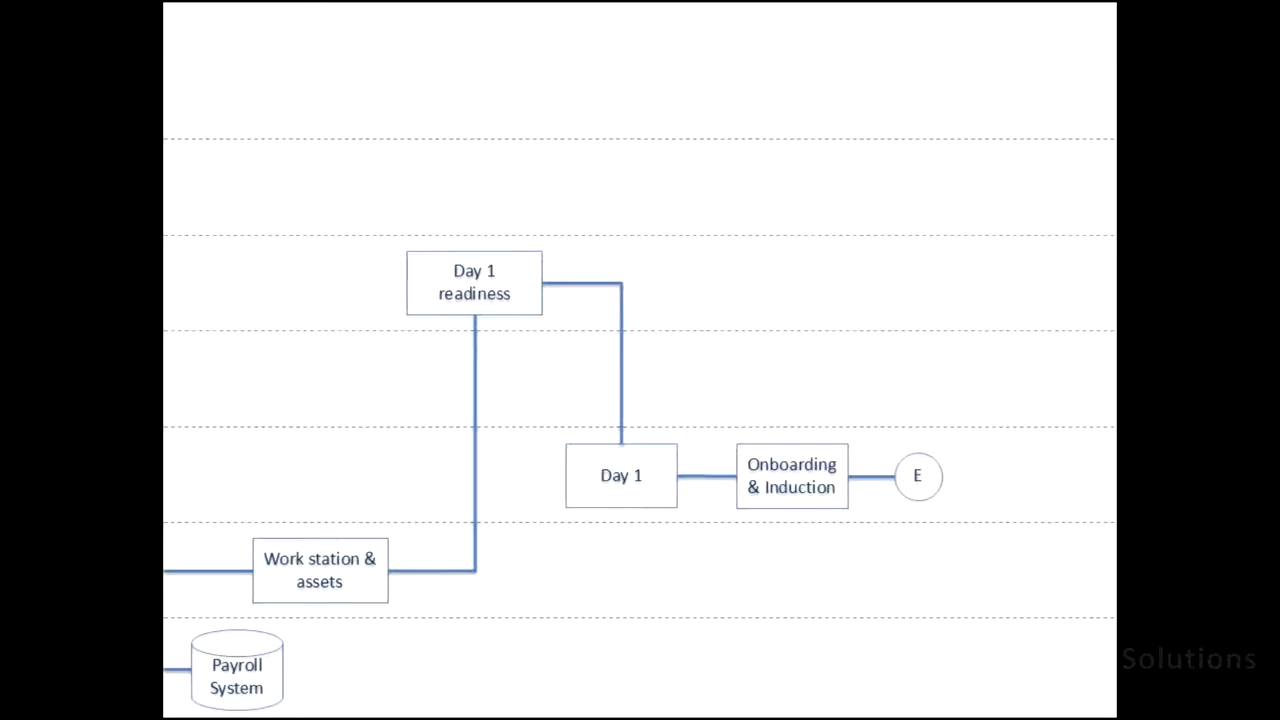 Day 1
readiness
Day 1
Onboarding
& Induction
E
Work station &
assets
Payroll
System
Solutions